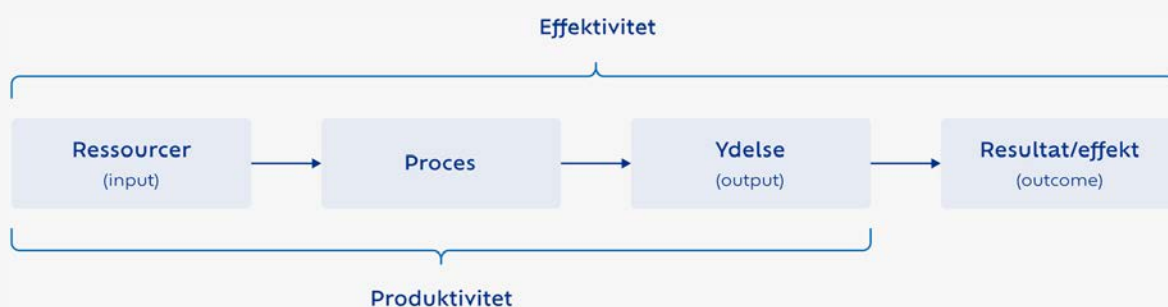 Effektivitet
Ressourcer
(input)
Proces
Ydelse
(output)
Resultat/effekt
(outcome)
Produktivitet